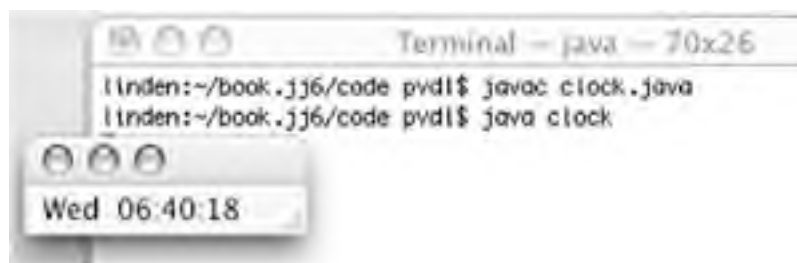 Terminal — java — 70x26
linden:~/book.jj6/code pvdl$ javac clock.java
linden:~/book.jj6/code pvdl$ java clock
Wed 06:40:18